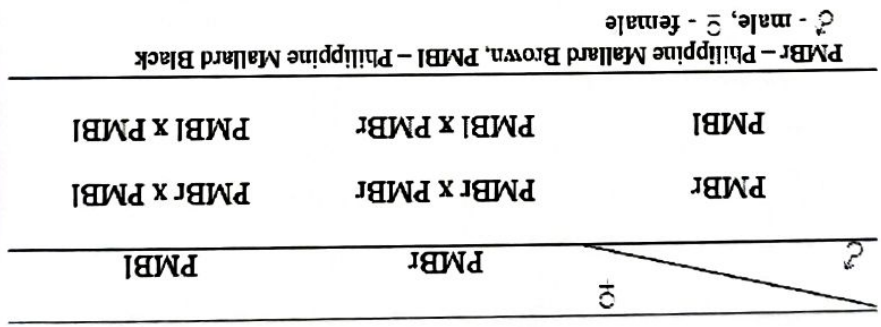 ♀
♂ PMBr PMBl
PMBr PMBr x PMBr PMBr x PMBl
PMBl PMBl x PMBr PMBl x PMBl
PMBr – Philippine Mallard Brown, PMBl – Philippine Mallard Black
♂ - male, ♀ - female